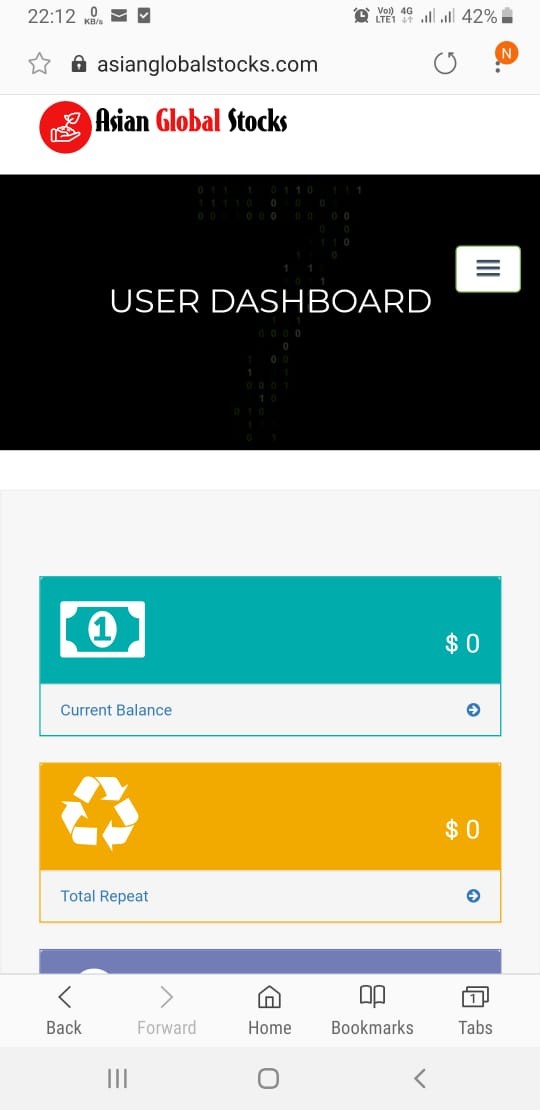 22:12 0 KB/s Vo)) LTE1 4G 42%
asianglobalstocks.com N
Asian Global Stocks
USER DASHBOARD
1
$ 0
Current Balance
$ 0
Total Repeat
1
Back Forward Home Bookmarks Tabs